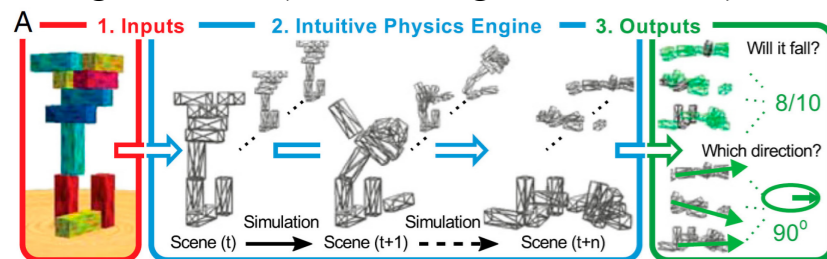 A
1. Inputs
2. Intuitive Physics Engine
3. Outputs
Will it fall?
8/10
Which direction?
90⁰
Simulation
Simulation
Scene (t)
Scene (t+1)
Scene (t+n)